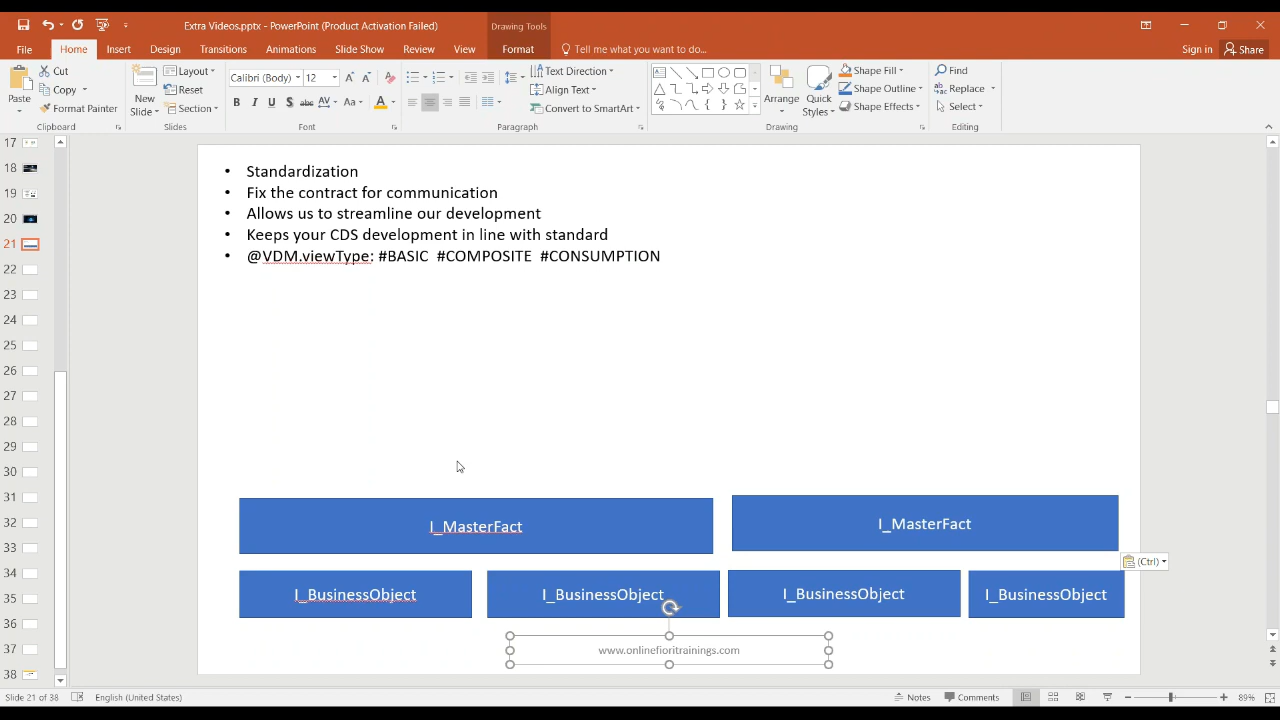 Extra Videos.pptx - PowerPoint (Product Activation Failed)
Drawing Tools
File Home Insert Design Transitions Animations Slide Show Review View Format Tell me what you want to do... Sign in Share
Paste
Cut
Copy
Format Painter
Clipboard
New Slide
Layout
Reset
Section
Slides
Calibri (Body) 12
B I U S abc AV Aa A
Font
Text Direction
Align Text
Convert to SmartArt
Paragraph
Arrange
Quick Styles
Shape Fill
Shape Outline
Shape Effects
Drawing
Find
Replace
Select
Editing
17
18
19
20
21
22
23
24
25
26
27
28
29
30
31
32
33
34
35
36
37
38
• Standardization
• Fix the contract for communication
• Allows us to streamline our development
• Keeps your CDS development in line with standard
• @VDM.viewType: #BASIC #COMPOSITE #CONSUMPTION
I_MasterFact I_MasterFact
(Ctrl)
I_BusinessObject I_BusinessObject I_BusinessObject I_BusinessObject
www.onlinefioritrainings.com
Slide 21 of 38 English (United States) Notes Comments 89%